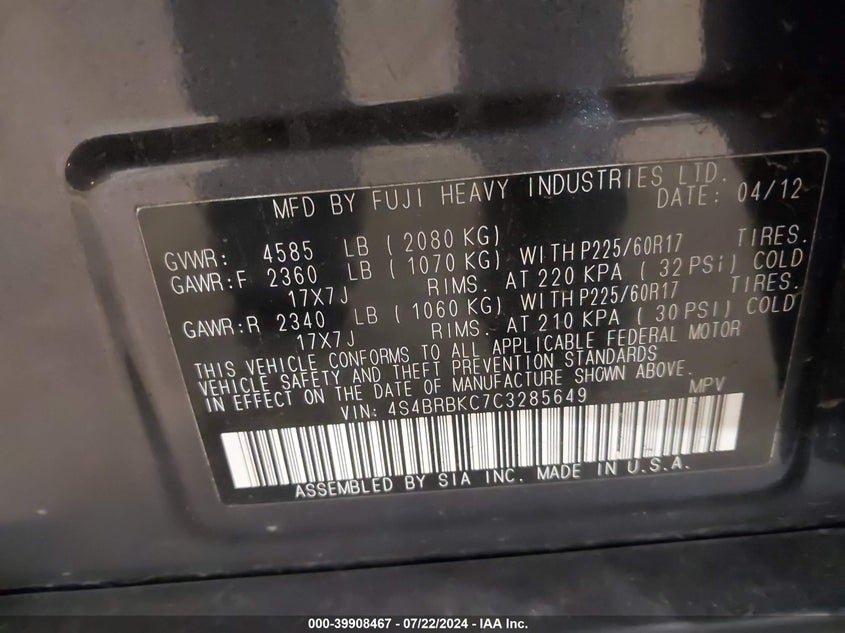 MFD BY FUJI HEAVY INDUSTRIES LTD.
DATE: 04/12
GVWR: 4585 LB ( 2080 KG)
GAWR:F 2360 LB ( 1070 KG) WITH P225/60R17 TIRES.
17X7J RIMS. AT 220 KPA ( 32 PSi) COLD
GAWR:R 2340 LB ( 1060 KG) WITH P225/60R17 TIRES.
17X7J RIMS. AT 210 KPA ( 30 PSI) COLD
THIS VEHICLE CONFORMS TO ALL APPLICABLE FEDERAL MOTOR
VEHICLE SAFETY AND THEFT PREVENTION STANDARDS
IN EFFECT ON THE DATE OF MANUFACTURE SHOWN ABOVE.
VIN: 4S4BRBKC7C3285649 MPV
ASSEMBLED BY SIA INC. MADE IN U.S.A.
000-39908467 - 07/22/2024 - IAA Inc.